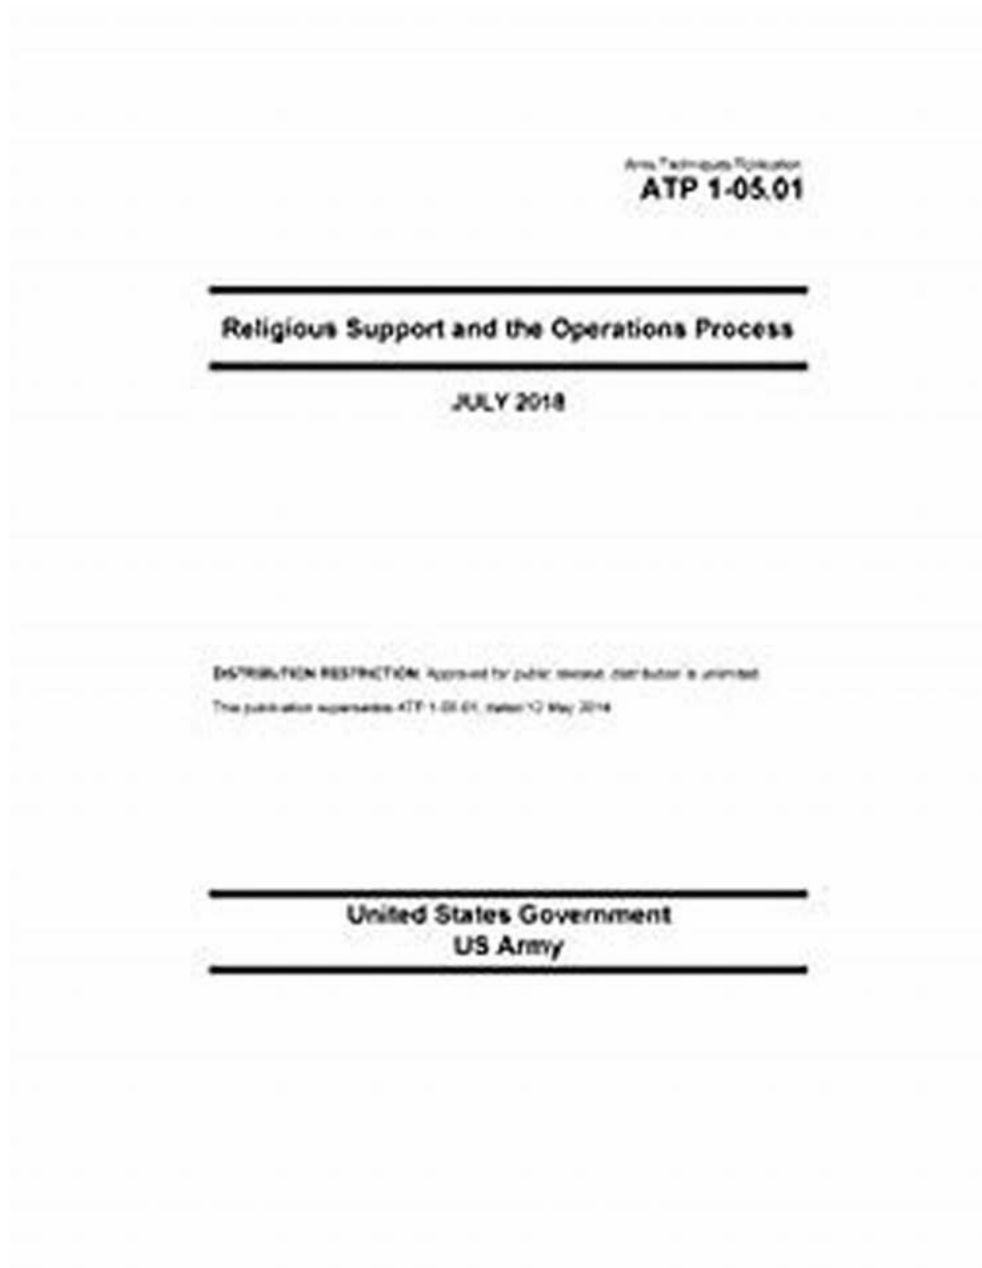 Army Techniques Publication
ATP 1-05.01
Religious Support and the Operations Process
JULY 2018
DISTRIBUTION RESTRICTION: Approved for public release; distribution is unlimited.
This publication supersedes ATP 1-05.01, dated 12 May 2014
United States Government
US Army